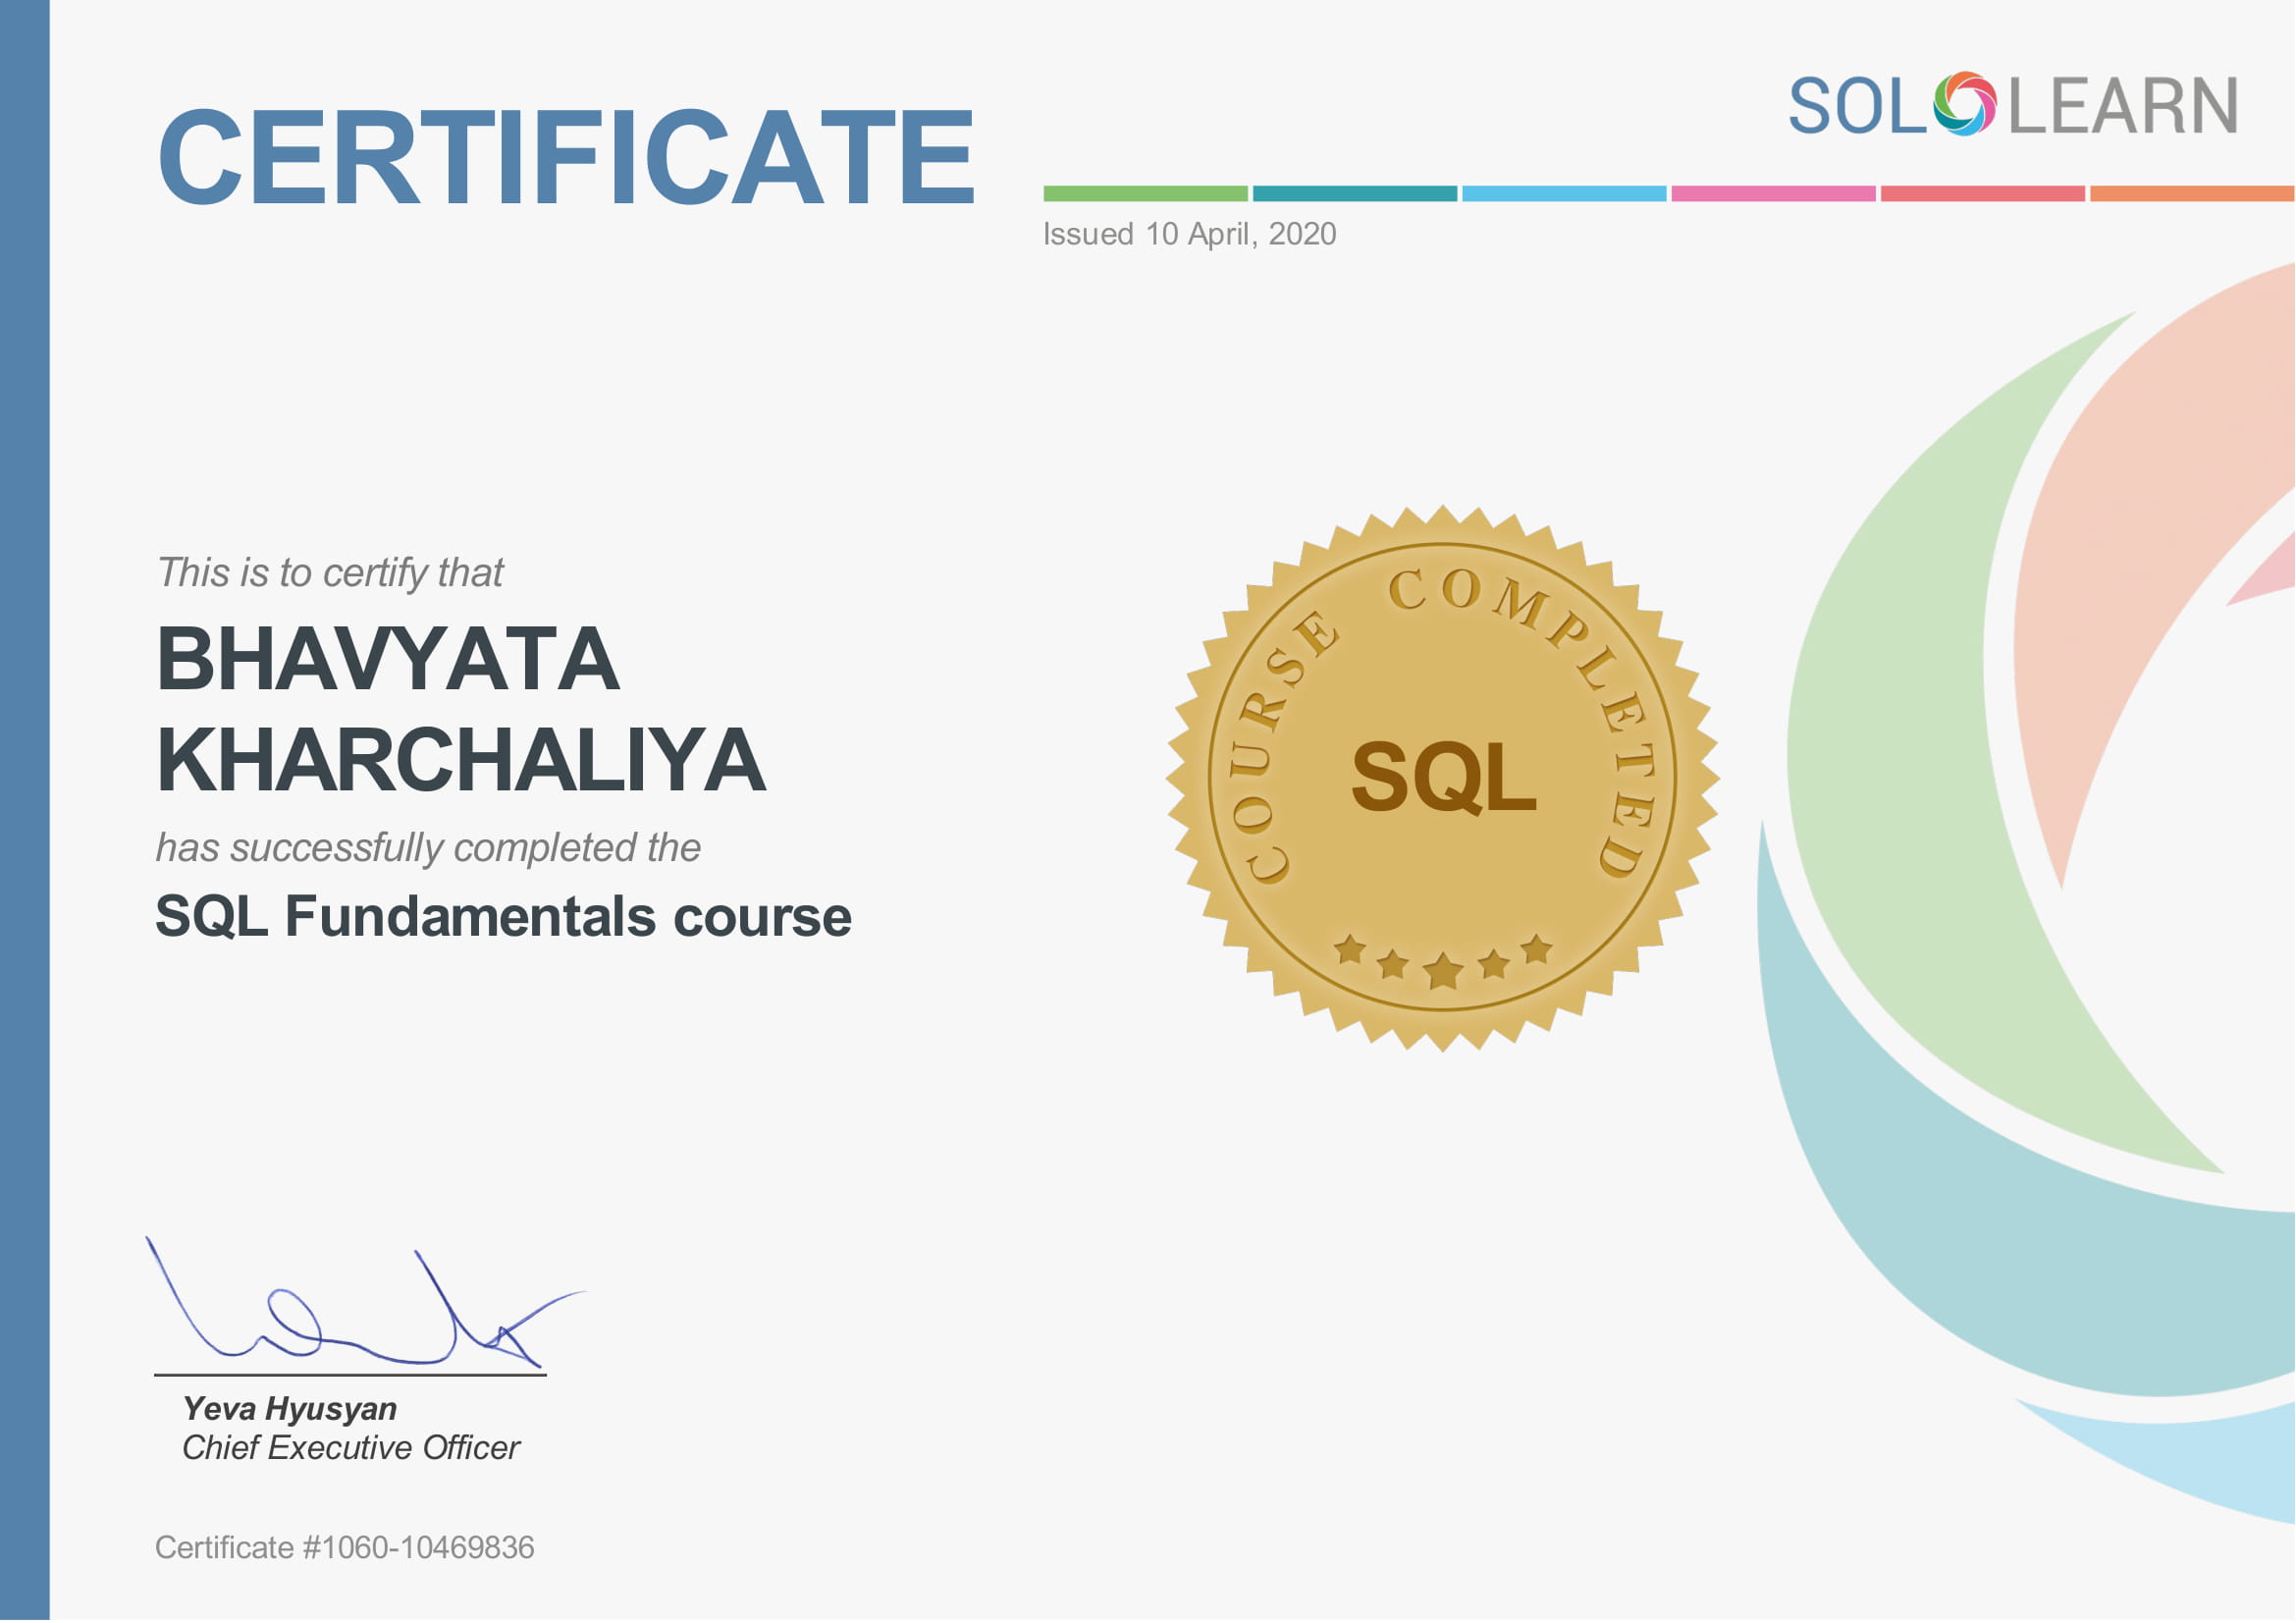 CERTIFICATE
SOLOLEARN
Issued 10 April, 2020
This is to certify that
BHAVYATA
KHARCHALIYA
has successfully completed the
SQL Fundamentals course
COURSE COMPLETED
SQL
Yeva Hyusyan
Chief Executive Officer
Certificate #1060-10469836